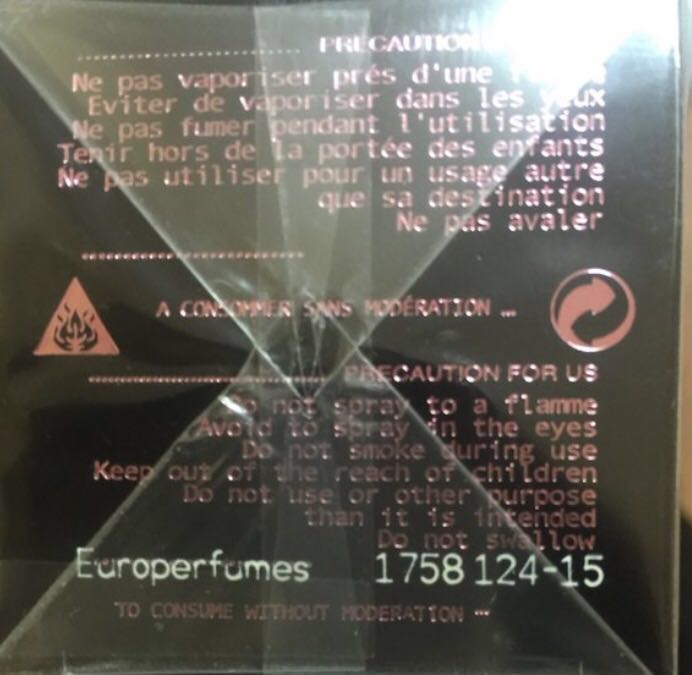 PRECAUTION
Ne pas vaporiser prés d'une
Eviter de vaporiser dans les yeux
Ne pas fumer pendant l'utilisation
Tenir hors de la portée des enfants
Ne pas utiliser pour un usage autre
que sa destination
Ne pas avaler
A CONSOMMER SANS MODÉRATION ...
PRECAUTION FOR US
Do not spray to a flamme
Avoid to spray in the eyes
Do not smoke during use
Keep out of the reach of children
Do not use or other purpose
than it is intended
Do not swallow
Europerfumes 1758 124-15
TO CONSUME WITHOUT MODERATION ...